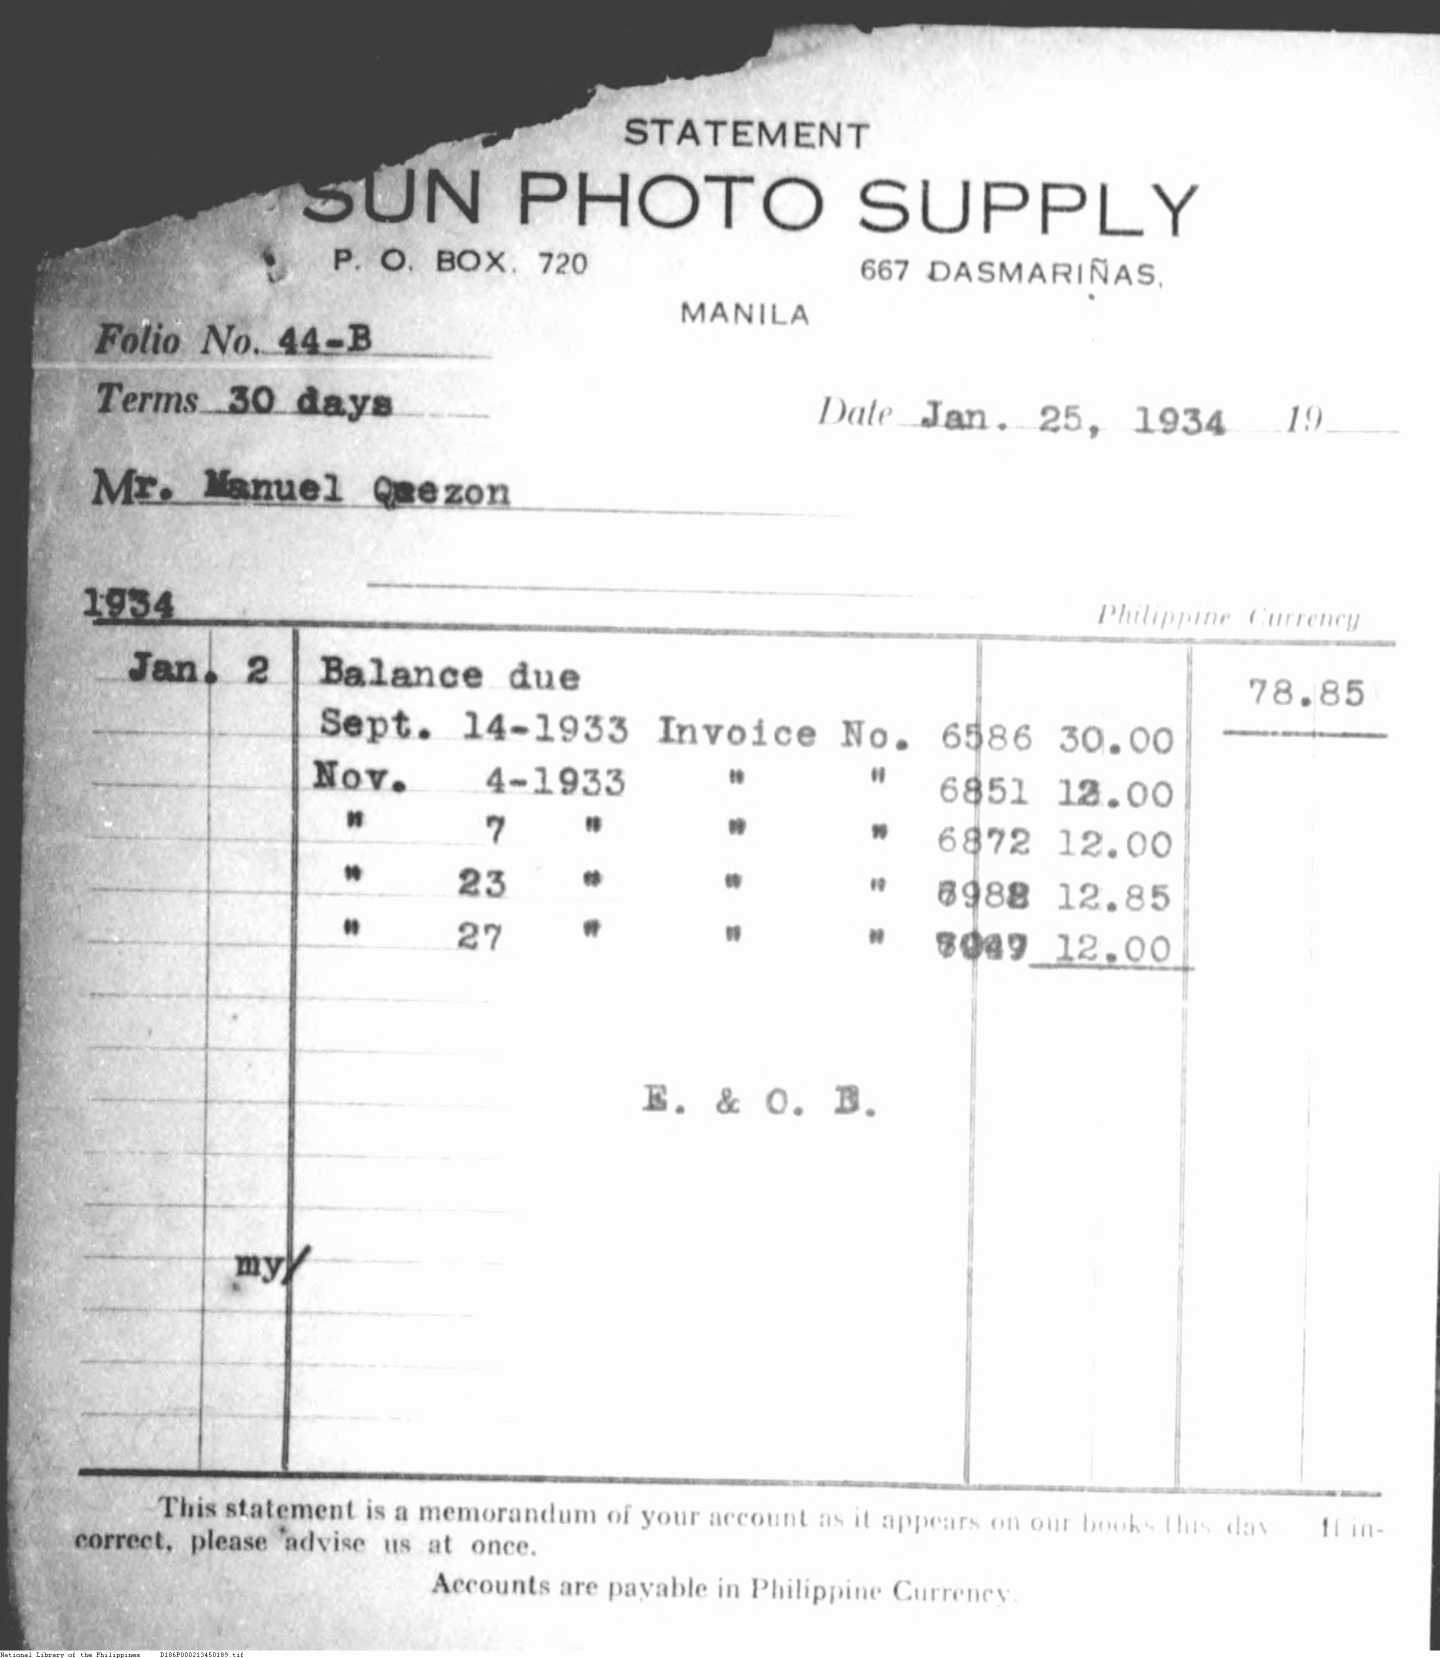 STATEMENT
SUN PHOTO SUPPLY
P. O. BOX. 720 667 DASMARIÑAS.
MANILA
Folio No. 44-B
Terms 30 days Date Jan. 25, 1934 19
Mr. Manuel Quezon
1934 Philippine Currency
Jan. 2 Balance due 78.85
Sept. 14-1933 Invoice No. 6586 30.00
Nov. 4-1933 " " 6851 12.00
" 7 " " " 6872 12.00
" 23 " " " 12.85
" 27 " " " 12.00
E. & O. E.
my/
This statement is a memorandum of your account as it appears on our books this day If in-
correct, please advise us at once.
Accounts are payable in Philippine Currency.
National Library of the Philippines D186P000213450189.tif